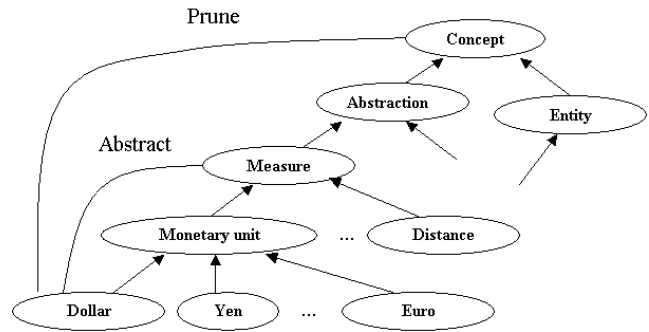 Prune
Concept
Abstraction
Entity
Abstract
Measure
Monetary unit
...
Distance
Dollar
Yen
...
Euro